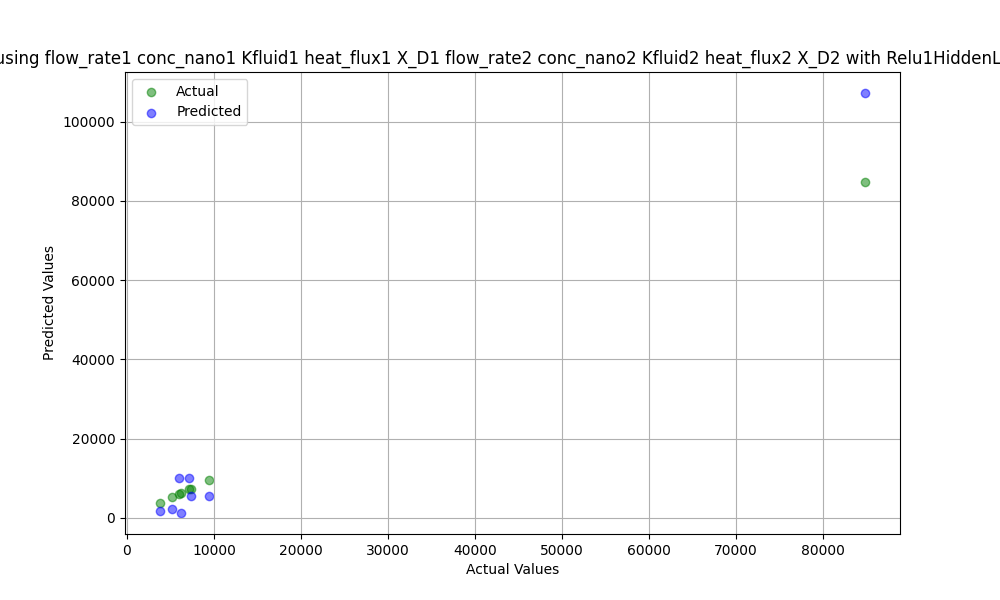 using flow_rate1 conc_nano1 Kfluid1 heat_flux1 X_D1 flow_rate2 conc_nano2 Kfluid2 heat_flux2 X_D2 with Relu1HiddenL
Actual
Predicted
100000
80000
60000
40000
20000
0
Predicted Values
0 10000 20000 30000 40000 50000 60000 70000 80000
Actual Values